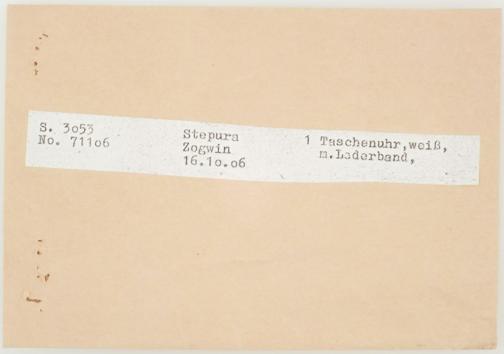 S. 3o53 Stepura 1 Taschenuhr,weiß,
No. 711o6 Zogwin m.Lederband,
16.1o.o6